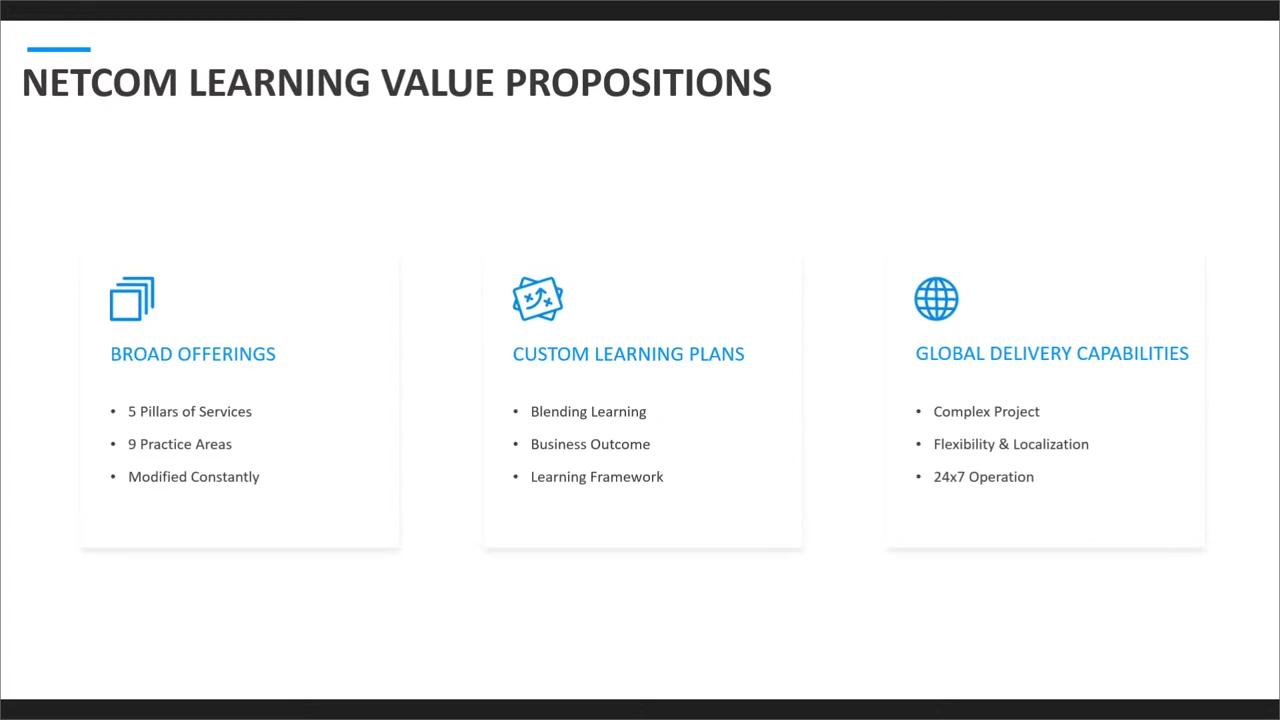 NETCOM LEARNING VALUE PROPOSITIONS
BROAD OFFERINGS
• 5 Pillars of Services
• 9 Practice Areas
• Modified Constantly
CUSTOM LEARNING PLANS
• Blending Learning
• Business Outcome
• Learning Framework
GLOBAL DELIVERY CAPABILITIES
• Complex Project
• Flexibility & Localization
• 24x7 Operation